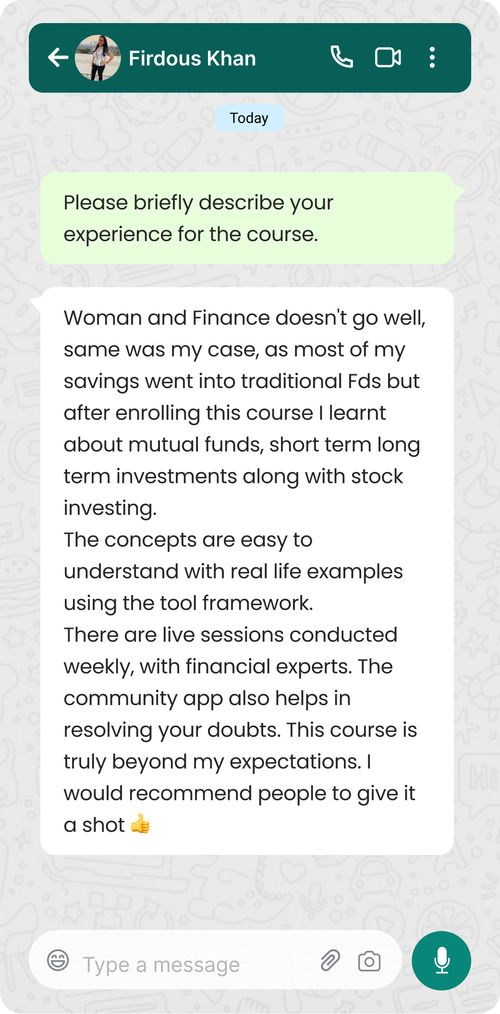 Firdous Khan
Today
Please briefly describe your
experience for the course.
Woman and Finance doesn't go well,
same was my case, as most of my
savings went into traditional Fds but
after enrolling this course I learnt
about mutual funds, short term long
term investments along with stock
investing.
The concepts are easy to
understand with real life examples
using the tool framework.
There are live sessions conducted
weekly, with financial experts. The
community app also helps in
resolving your doubts. This course is
truly beyond my expectations. I
would recommend people to give it
a shot 👍
Type a message